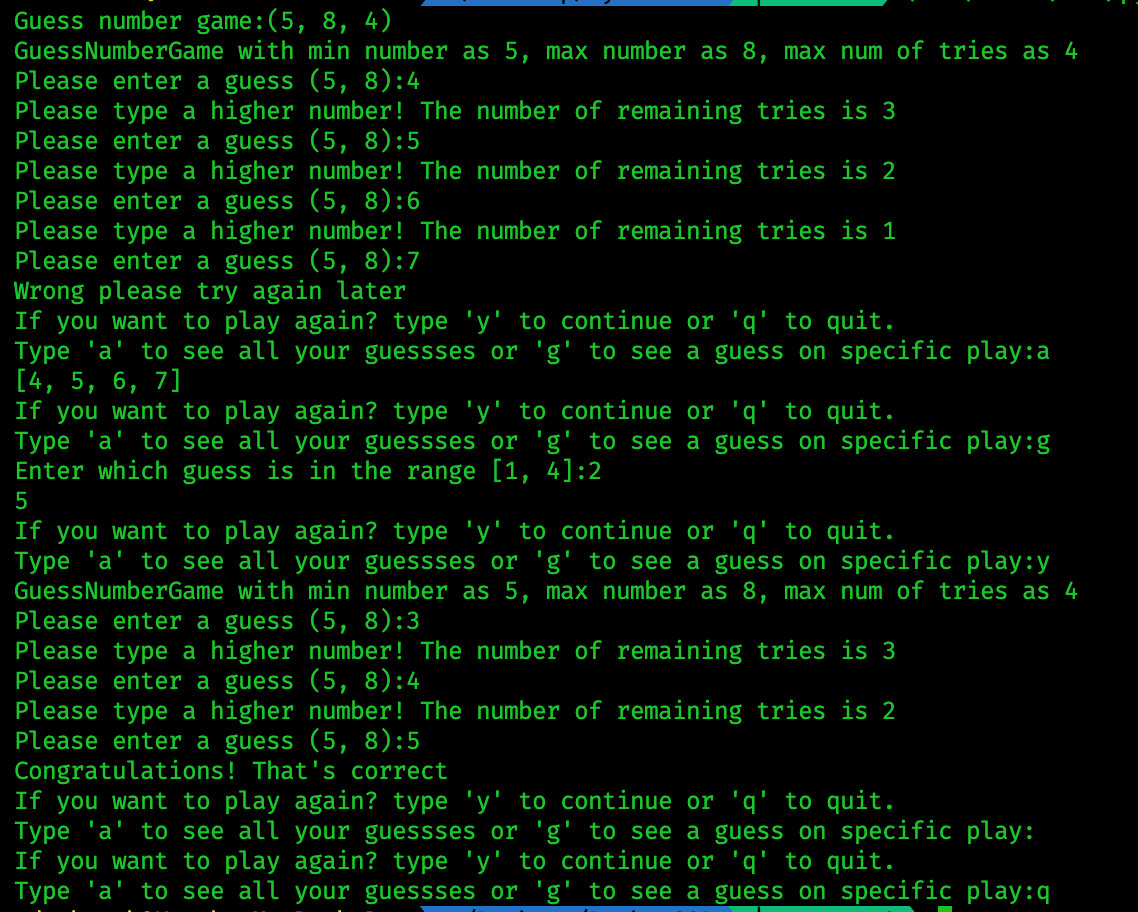 Guess number game:(5, 8, 4)
GuessNumberGame with min number as 5, max number as 8, max num of tries as 4
Please enter a guess (5, 8):4
Please type a higher number! The number of remaining tries is 3
Please enter a guess (5, 8):5
Please type a higher number! The number of remaining tries is 2
Please enter a guess (5, 8):6
Please type a higher number! The number of remaining tries is 1
Please enter a guess (5, 8):7
Wrong please try again later
If you want to play again? type 'y' to continue or 'q' to quit.
Type 'a' to see all your guessses or 'g' to see a guess on specific play:a
[4, 5, 6, 7]
If you want to play again? type 'y' to continue or 'q' to quit.
Type 'a' to see all your guessses or 'g' to see a guess on specific play:g
Enter which guess is in the range [1, 4]:2
5
If you want to play again? type 'y' to continue or 'q' to quit.
Type 'a' to see all your guessses or 'g' to see a guess on specific play:y
GuessNumberGame with min number as 5, max number as 8, max num of tries as 4
Please enter a guess (5, 8):3
Please type a higher number! The number of remaining tries is 3
Please enter a guess (5, 8):4
Please type a higher number! The number of remaining tries is 2
Please enter a guess (5, 8):5
Congratulations! That's correct
If you want to play again? type 'y' to continue or 'q' to quit.
Type 'a' to see all your guessses or 'g' to see a guess on specific play:
If you want to play again? type 'y' to continue or 'q' to quit.
Type 'a' to see all your guessses or 'g' to see a guess on specific play:q